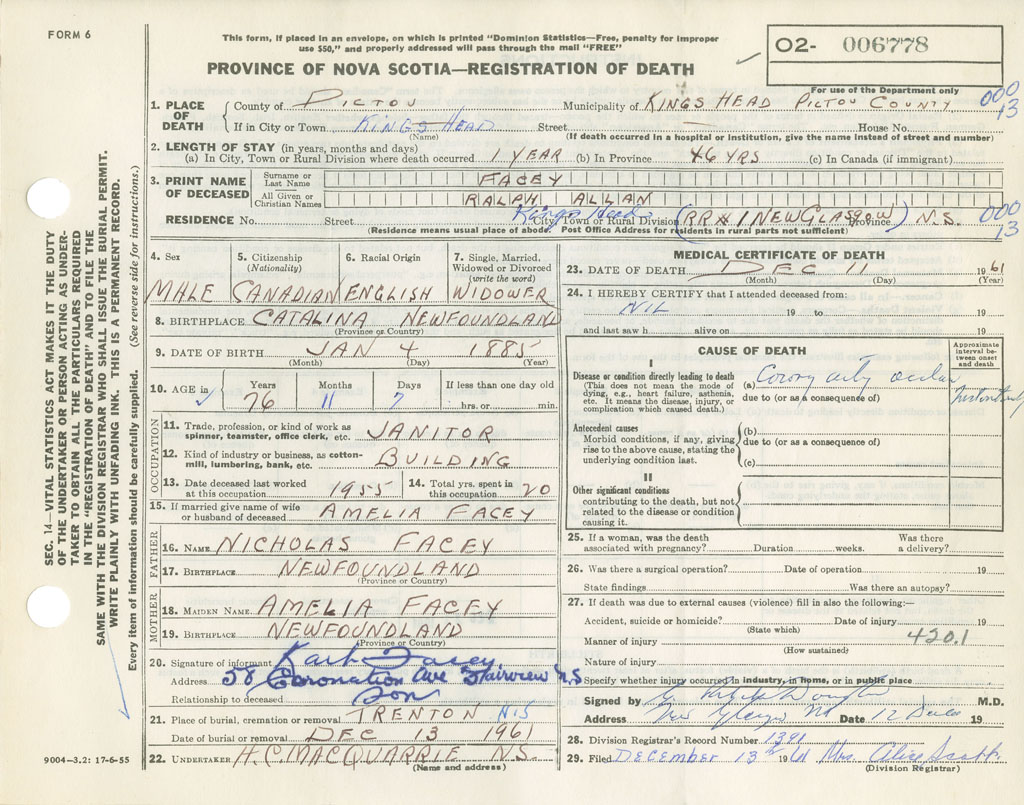 FORM 6
This form, if placed in an envelope, on which is printed "Dominion Statistics—Free, penalty for improper
use $50," and properly addressed will pass through the mail "FREE"
PROVINCE OF NOVA SCOTIA—REGISTRATION OF DEATH
02- 006778
For use of the Department only
000
13
1. PLACE OF DEATH County of PICTOU Municipality of KINGS HEAD PICTOU COUNTY
If in City or Town KINGS HEAD Street House No.
(Name) (If death occurred in a hospital or institution, give the name instead of street and number)
2. LENGTH OF STAY (in years, months and days)
(a) In City, Town or Rural Division where death occurred 1 YEAR (b) In Province 46 YRS (c) In Canada (if immigrant)
3. PRINT NAME OF DECEASED Surname or Last Name FACEY
All Given or Christian Names RALPH ALLAN
RESIDENCE No. Street Kings Head City, Town or Rural Division (RR#1 NEW GLASGOW) Province N.S. 000
13
(Residence means usual place of abode. Post Office Address for residents in rural parts not sufficient)
4. Sex 5. Citizenship (Nationality) 6. Racial Origin 7. Single, Married, Widowed or Divorced (write the word)
MALE CANADIAN ENGLISH WIDOWER
8. BIRTHPLACE CATALINA NEWFOUNDLAND
(Province or Country)
9. DATE OF BIRTH JAN 4 1885
(Month) (Day) (Year)
10. AGE in Years Months Days If less than one day old
76 11 7 hrs. or min.
OCCUPATION
11. Trade, profession, or kind of work as spinner, teamster, office clerk, etc. JANITOR
12. Kind of industry or business, as cotton-mill, lumbering, bank, etc. BUILDING
13. Date deceased last worked at this occupation 1955 14. Total yrs. spent in this occupation 20
15. If married give name of wife or husband of deceased AMELIA FACEY
FATHER
16. NAME NICHOLAS FACEY
17. BIRTHPLACE NEWFOUNDLAND
(Province or Country)
MOTHER
18. MAIDEN NAME AMELIA FACEY
19. BIRTHPLACE NEWFOUNDLAND
(Province or Country)
20. Signature of informant Facey
Address 58 Coronation Ave Fairview N.S
Relationship to deceased Son
21. Place of burial, cremation or removal TRENTON N.S
Date of burial or removal DEC 13 1961
22. UNDERTAKER H.C. MACQUARRIE N.S.
(Name and address)
MEDICAL CERTIFICATE OF DEATH
23. DATE OF DEATH DEC 11 1961
(Month) (Day) (Year)
24. I HEREBY CERTIFY that I attended deceased from:
NIL 19 to 19
and last saw h alive on 19
CAUSE OF DEATH
Approximate interval between onset and death
I
Disease or condition directly leading to death (a)
(This does not mean the mode of dying, e.g., heart failure, asthenia, etc. It means the disease, injury, or complication which caused death.)
due to (or as a consequence of)
Antecedent causes (b)
Morbid conditions, if any, giving rise to the above cause, stating the underlying condition last.
due to (or as a consequence of)
(c)
II
Other significant conditions
contributing to the death, but not related to the disease or condition causing it.
25. If a woman, was the death associated with pregnancy? Duration weeks. Was there a delivery?
26. Was there a surgical operation? Date of operation 19
State findings Was there an autopsy?
27. If death was due to external causes (violence) fill in also the following:—
Accident, suicide or homicide? Date of injury 19
(State which)
Manner of injury 420.1
(How sustained)
Nature of injury
Specify whether injury occurred in industry, in home, or in public place
Signed by M.D.
Address New Glasgow NS Date 12 19
28. Division Registrar's Record Number 1391
29. Filed DECEMBER 13th 1961 Mrs. Alice Scott
(Division Registrar)
9004-3.2: 17-6-55
SEC. 14—VITAL STATISTICS ACT MAKES IT THE DUTY
OF THE UNDERTAKER OR PERSON ACTING AS UNDER-
TAKER TO OBTAIN ALL THE PARTICULARS REQUIRED
IN THE "REGISTRATION OF DEATH" AND TO FILE THE
SAME WITH THE DIVISION REGISTRAR WHO SHALL ISSUE THE BURIAL PERMIT.
WRITE PLAINLY WITH UNFADING INK. THIS IS A PERMANENT RECORD.
Every item of information should be carefully supplied. (See reverse side for instructions.)